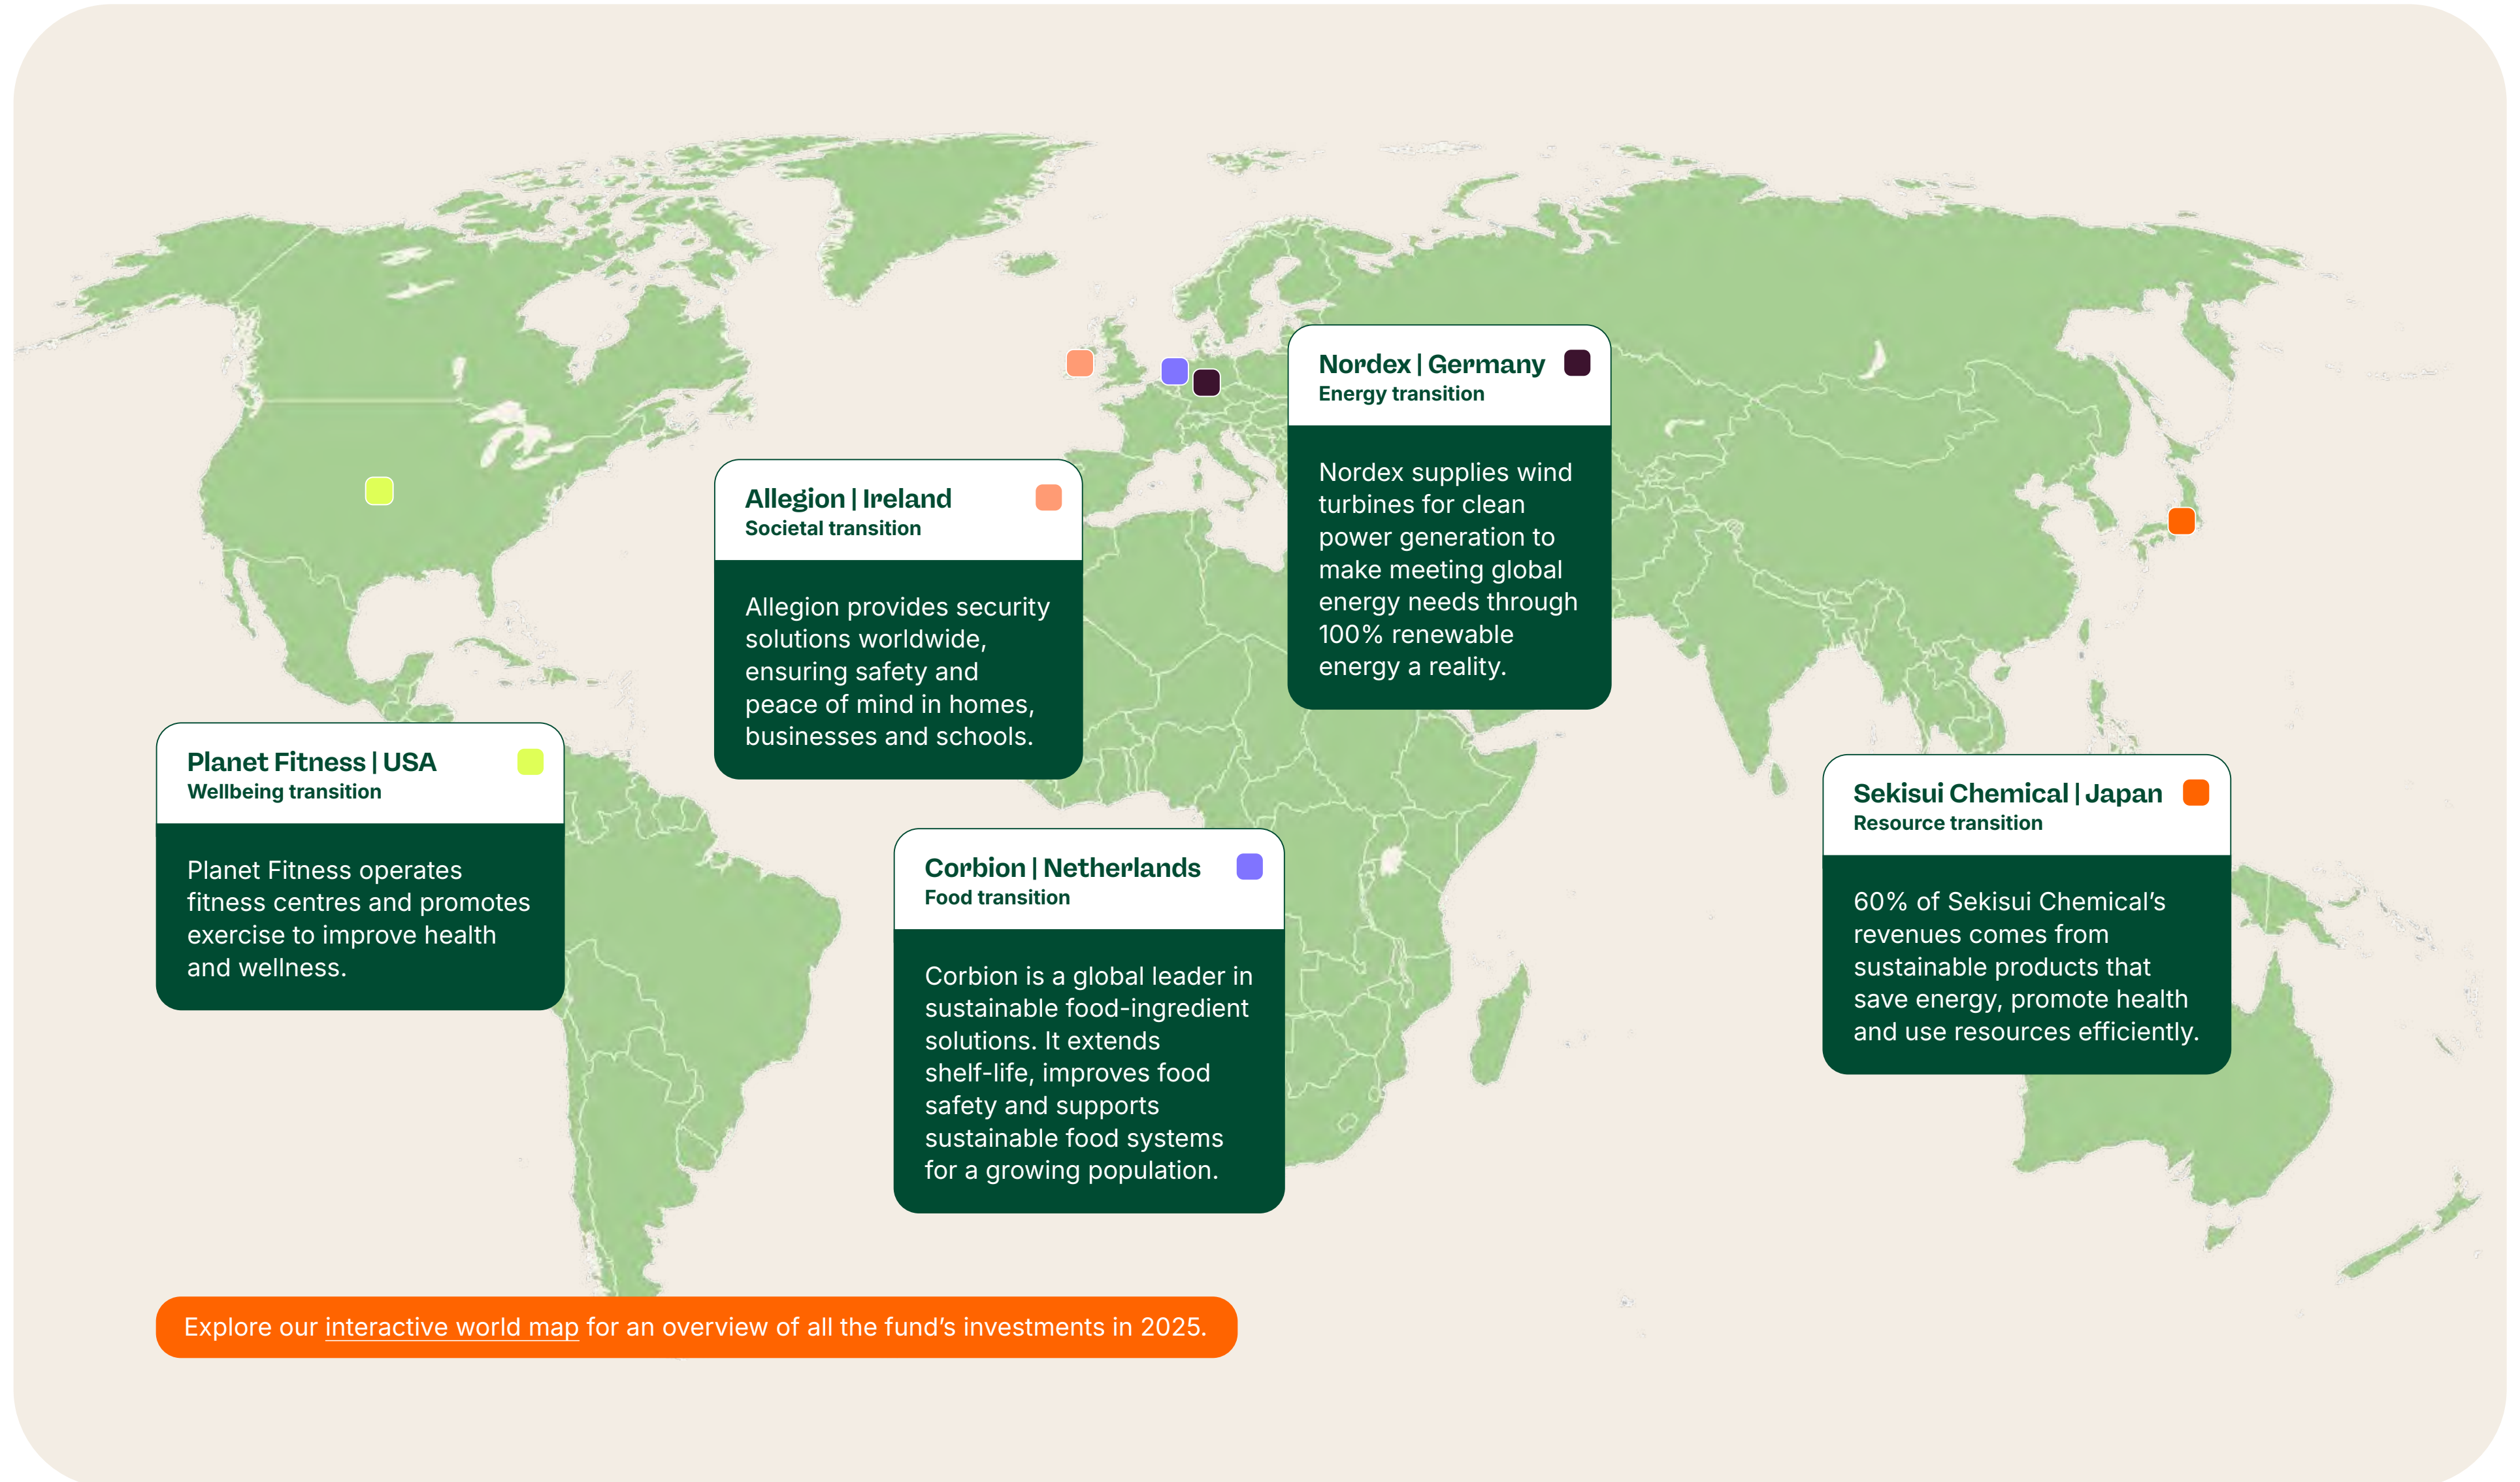 Nordex | Germany
Energy transition
Nordex supplies wind
turbines for clean
power generation to
make meeting global
energy needs through
100% renewable
energy a reality.
Allegion | Ireland
Societal transition
Allegion provides security
solutions worldwide,
ensuring safety and
peace of mind in homes,
businesses and schools.
Planet Fitness | USA
Wellbeing transition
Planet Fitness operates
fitness centres and promotes
exercise to improve health
and wellness.
Sekisui Chemical | Japan
Resource transition
60% of Sekisui Chemical’s
revenues comes from
sustainable products that
save energy, promote health
and use resources efficiently.
Corbion | Netherlands
Food transition
Corbion is a global leader in
sustainable food-ingredient
solutions. It extends
shelf-life, improves food
safety and supports
sustainable food systems
for a growing population.
Explore our interactive world map for an overview of all the fund’s investments in 2025.